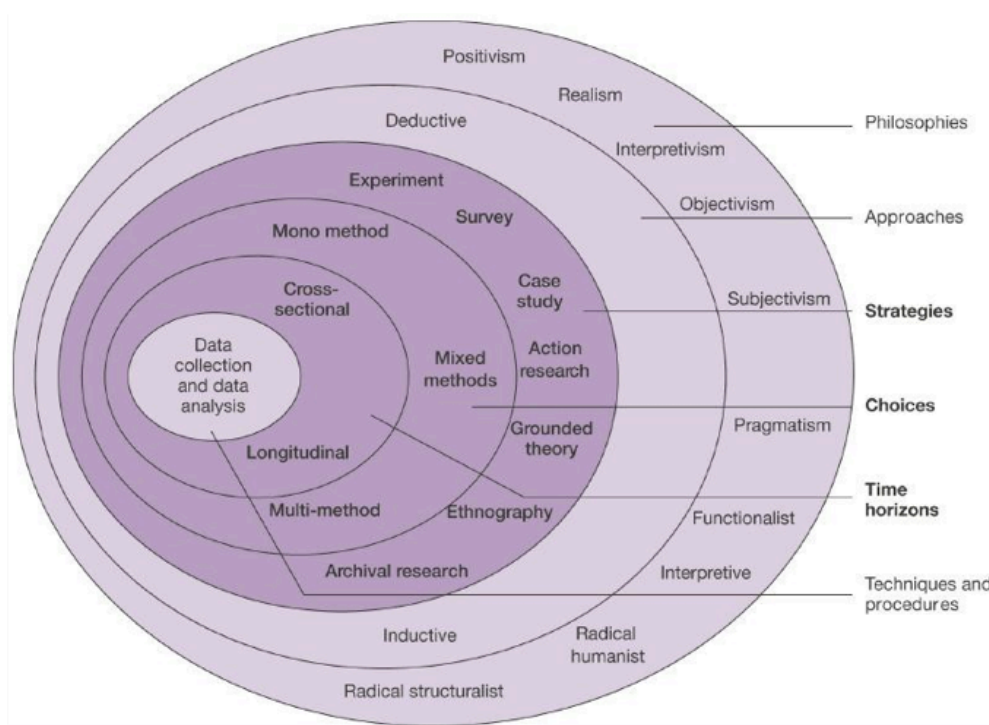 Positivism
Realism
Philosophies
Deductive
Interpretivism
Experiment
Objectivism
Survey
Approaches
Mono method
Case
study
Cross-
sectional
Subjectivism
Strategies
Data
collection
and data
analysis
Mixed
methods
Action
research
Choices
Pragmatism
Grounded
theory
Longitudinal
Time
horizons
Multi-method
Ethnography
Functionalist
Archival research
Interpretive
Techniques and
procedures
Inductive
Radical
humanist
Radical structuralist